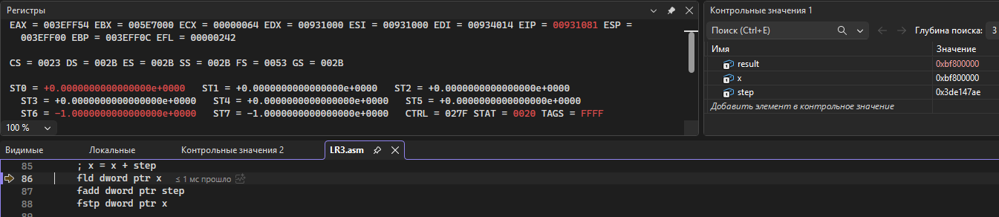 Регистры
EAX = 003EFF54 EBX = 005E7000 ECX = 00000064 EDX = 00931000 ESI = 00931000 EDI = 00934014 EIP = 00931081 ESP =
003EFF00 EBP = 003EFF0C EFL = 00000242
CS = 0023 DS = 002B ES = 002B SS = 002B FS = 0053 GS = 002B
ST0 = +0.0000000000000000e+0000 ST1 = +0.0000000000000000e+0000 ST2 = +0.0000000000000000e+0000
ST3 = +0.0000000000000000e+0000 ST4 = +0.0000000000000000e+0000 ST5 = +0.0000000000000000e+0000
ST6 = -1.0000000000000000e+0000 ST7 = -1.0000000000000000e+0000 CTRL = 027F STAT = 0020 TAGS = FFFF
100 %
Контрольные значения 1
Поиск (Ctrl+E) Глубина поиска: 3
Имя Значение
result 0xbf800000
x 0xbf800000
step 0x3de147ae
Добавить элемент в контрольное значение
Видимые Локальные Контрольные значения 2 LR3.asm
85 ; x = x + step
86 fld dword ptr x ≤ 1 мс прошло
87 fadd dword ptr step
88 fstp dword ptr x
89